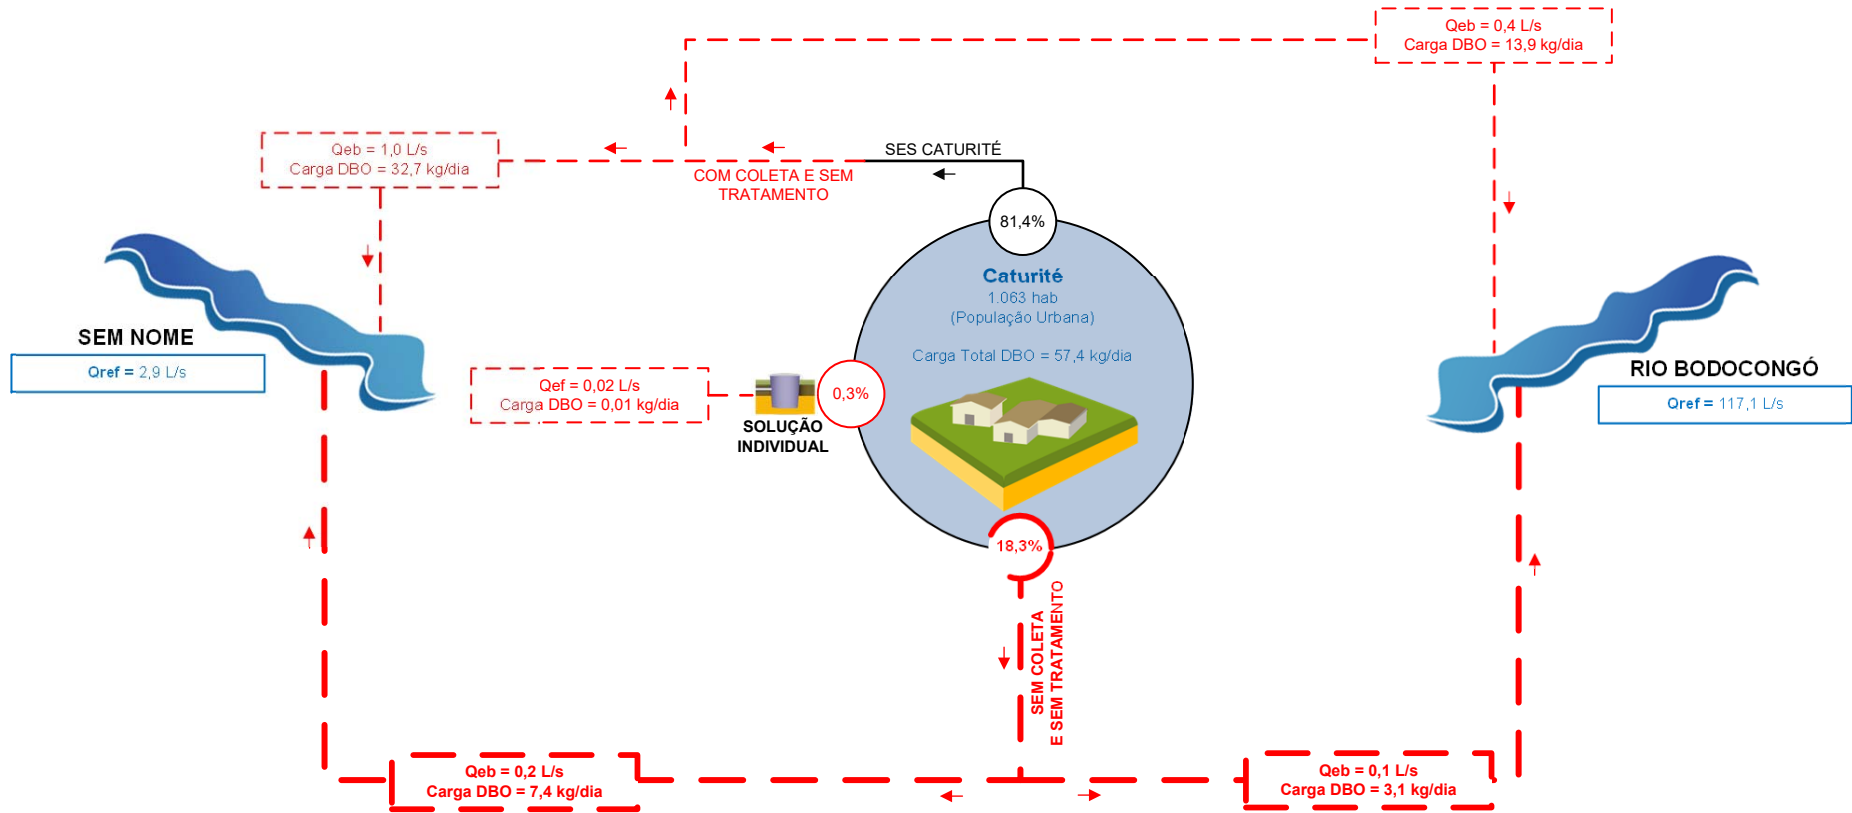 Qeb = 0,4 L/s
Carga DBO = 13,9 kg/dia
Qeb = 1,0 L/s
Carga DBO = 32,7 kg/dia
SES CATURITÉ
COM COLETA E SEM
TRATAMENTO
81,4%
Caturité
1.063 hab
(População Urbana)
Carga Total DBO = 57,4 kg/dia
SEM NOME
Qref = 2,9 L/s
RIO BODOCONGÓ
Qref = 117,1 L/s
Qef = 0,02 L/s
Carga DBO = 0,01 kg/dia
0,3%
SOLUÇÃO
INDIVIDUAL
18,3%
SEM COLETA
E SEM TRATAMENTO
Qeb = 0,2 L/s
Carga DBO = 7,4 kg/dia
Qeb = 0,1 L/s
Carga DBO = 3,1 kg/dia